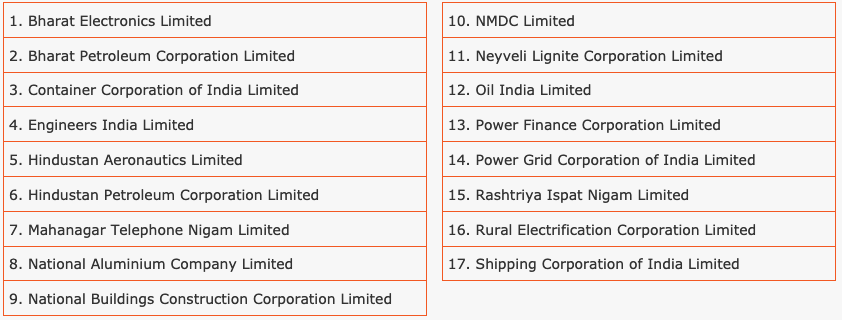 1. Bharat Electronics Limited
2. Bharat Petroleum Corporation Limited
3. Container Corporation of India Limited
4. Engineers India Limited
5. Hindustan Aeronautics Limited
6. Hindustan Petroleum Corporation Limited
7. Mahanagar Telephone Nigam Limited
8. National Aluminium Company Limited
9. National Buildings Construction Corporation Limited
10. NMDC Limited
11. Neyveli Lignite Corporation Limited
12. Oil India Limited
13. Power Finance Corporation Limited
14. Power Grid Corporation of India Limited
15. Rashtriya Ispat Nigam Limited
16. Rural Electrification Corporation Limited
17. Shipping Corporation of India Limited